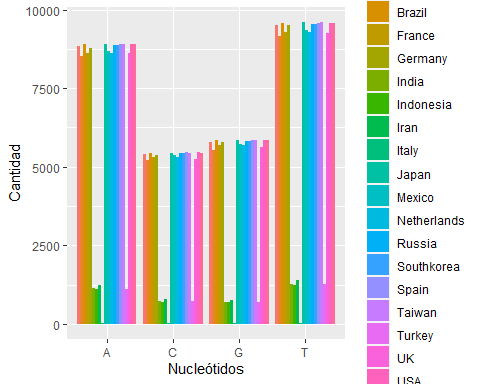 10000
7500
5000
2500
0
Cantidad
A C G T
Nucleótidos
Brazil
France
Germany
India
Indonesia
Iran
Italy
Japan
Mexico
Netherlands
Russia
Southkorea
Spain
Taiwan
Turkey
UK
USA